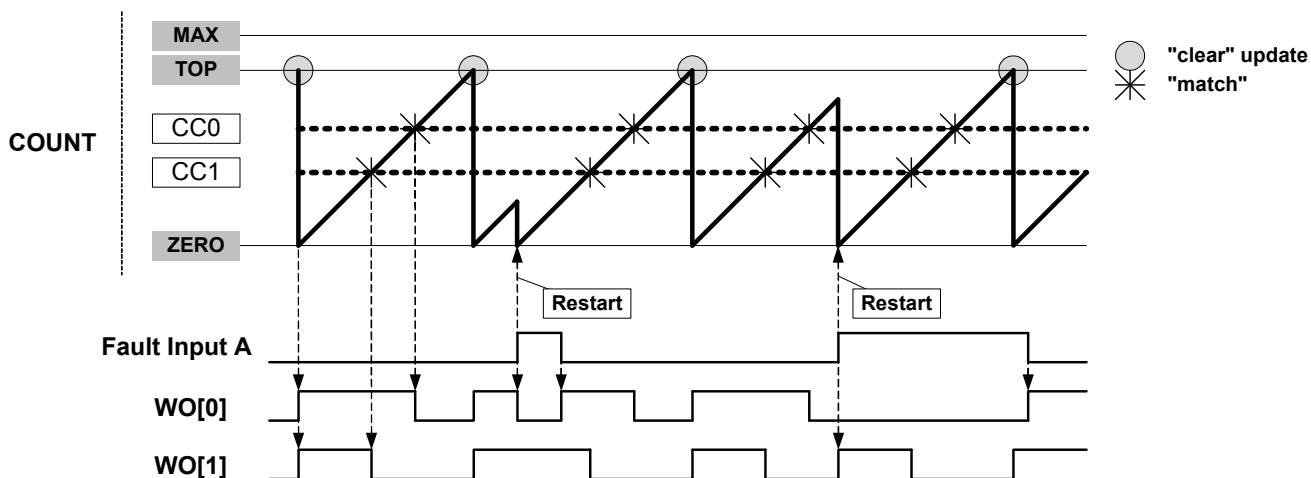 MAX
"clear" update
TOP
"match"
CC0
COUNT
CC1
ZERO
Restart
Restart
Fault Input A
WO[0]
WO[1]